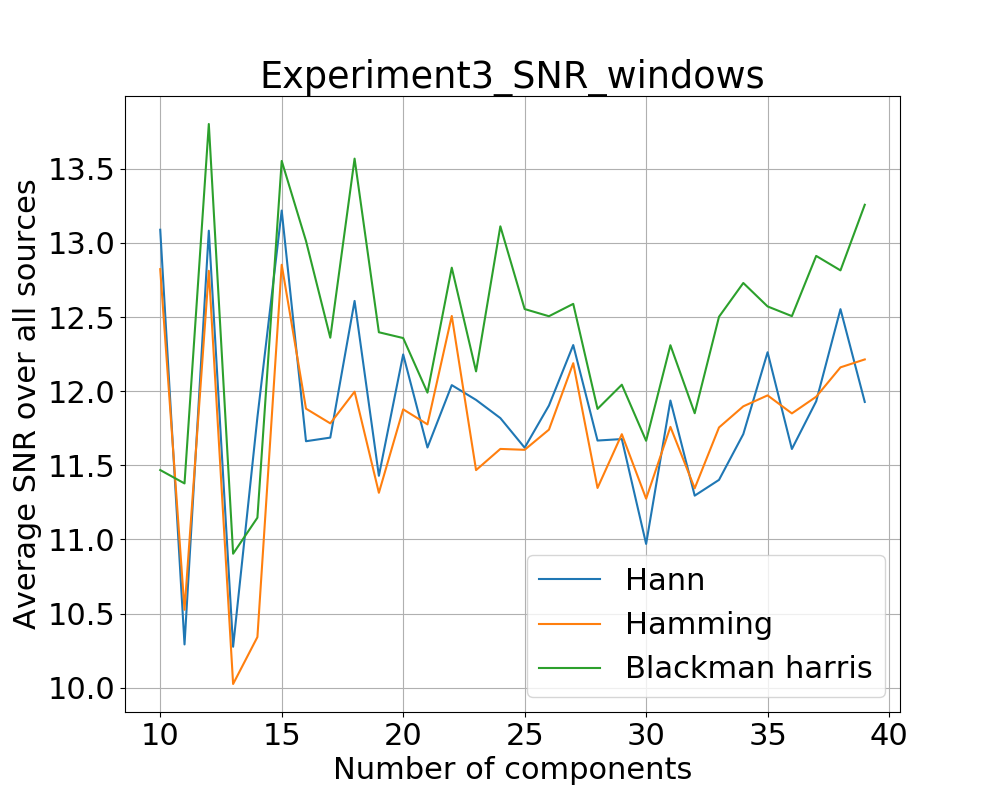 Experiment3_SNR_windows
Average SNR over all sources
13.5
13.0
12.5
12.0
11.5
11.0
10.5
10.0
Hann
Hamming
Blackman harris
10 15 20 25 30 35 40
Number of components